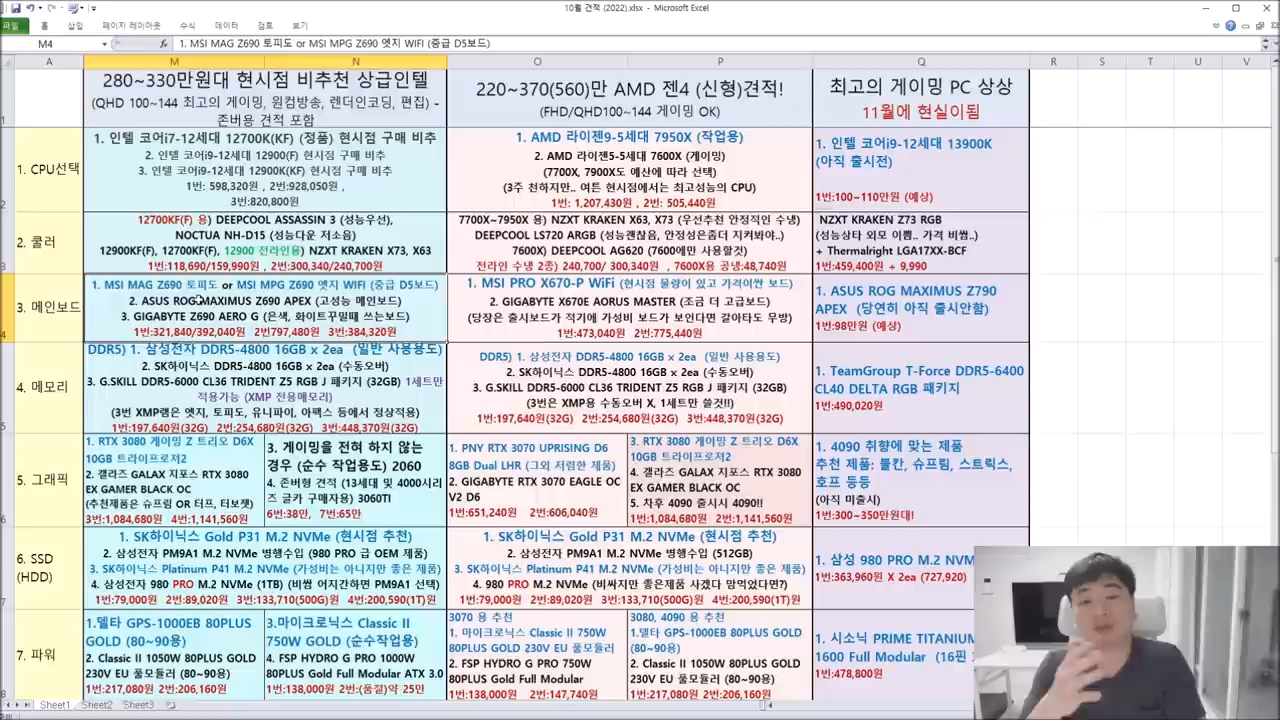 10월 견적 (2022).xlsx - Microsoft Excel
파일 홈 삽입 페이지 레이아웃 수식 데이터 검토 보기
M4 fx 1. MSI MAG Z690 토피도 or MSI MPG Z690 엣지 WIFI (중급 D5보드)
A M N O P Q R S T U V
280~330만원대 현시점 비추천 상급인텔
(QHD 100~144 최고의 게이밍, 원컴방송, 렌더인코딩, 편집) -
존버용 견적 포함
220~370(560)만 AMD 젠4 (신형)견적!
(FHD/QHD100~144 게이밍 OK)
최고의 게이밍 PC 상상
11월에 현실이됨
1
1. CPU선택
1. 인텔 코어i7-12세대 12700K(KF) (정품) 현시점 구매 비추
2. 인텔 코어i9-12세대 12900(F) 현시점 구매 비추
3. 인텔 코어i9-12세대 12900K(KF) 현시점 구매 비추
1번: 598,320원 , 2번:928,050원 ,
3번:820,800원
1. AMD 라이젠9-5세대 7950X (작업용)
2. AMD 라이젠5-5세대 7600X (게이밍)
(7700X, 7900X도 예산에 따라 선택)
(3주 천하지만.. 여튼 현시점에서는 최고성능의 CPU)
1번: 1,207,430원 , 2번: 505,440원
1. 인텔 코어i9-12세대 13900K
(아직 출시전)
1번:100~110만원 (예상)
2
2. 쿨러
12700KF(F) 용) DEEPCOOL ASSASSIN 3 (성능우선),
NOCTUA NH-D15 (성능다운 저소음)
12900KF(F), 12700KF(F), 12900 전라인용) NZXT KRAKEN X73, X63
1번:118,690/159,990원 , 2번:300,340/240,700원
7700X~7950X 용) NZXT KRAKEN X63, X73 (우선추천 안정적인 수냉)
DEEPCOOL LS720 ARGB (성능괜찮음, 안정성은좀더 지켜봐야..)
7600X) DEEPCOOL AG620 (7600에만 사용할것)
전라인 수냉 2종) 240,700/ 300,340원 , 7600X용 공냉:48,740원
NZXT KRAKEN Z73 RGB
(성능상타 외모 이쁨.. 가격 비쌈..)
+ Thermalright LGA17XX-BCF
1번:459,400원 + 9,990
3
3. 메인보드
1. MSI MAG Z690 토피도 or MSI MPG Z690 엣지 WIFI (중급 D5보드)
2. ASUS ROG MAXIMUS Z690 APEX (고성능 메인보드)
3. GIGABYTE Z690 AERO G (은색, 화이트꾸밀때 쓰는보드)
1번:321,840/392,040원 2번797,480원 3번:384,320원
1. MSI PRO X670-P WiFi (현시점 물량이 있고 가격이싼 보드)
2. GIGABYTE X670E AORUS MASTER (조금 더 고급보드)
(당장은 출시보드가 적기에 가성비 보드가 보인다면 갈아타도 무방)
1번:473,040원 2번:775,440원
1. ASUS ROG MAXIMUS Z790
APEX (당연히 아직 출시안함)
1번:98만원 (예상)
4
4. 메모리
DDR5) 1. 삼성전자 DDR5-4800 16GB x 2ea (일반 사용용도)
2. SK하이닉스 DDR5-4800 16GB x 2ea (수동오버)
3. G.SKILL DDR5-6000 CL36 TRIDENT Z5 RGB J 패키지 (32GB) 1세트만
적용가능 (XMP 전용메모리)
(3번 XMP램은 엣지, 토피도, 유니파이, 아팩스 등에서 정상적용)
1번:197,640원(32G) 2번:254,680원(32G) 3번:448,370원(32G)
DDR5) 1. 삼성전자 DDR5-4800 16GB x 2ea (일반 사용용도)
2. SK하이닉스 DDR5-4800 16GB x 2ea (수동오버)
3. G.SKILL DDR5-6000 CL36 TRIDENT Z5 RGB J 패키지 (32GB)
(3번은 XMP용 수동오버 X, 1세트만 쓸것!!)
1번:197,640원(32G) 2번:254,680원(32G) 3번:448,370원(32G)
1. TeamGroup T-Force DDR5-6400
CL40 DELTA RGB 패키지
1번:490,020원
5
5. 그래픽
1. RTX 3080 게이밍 Z 트리오 D6X
10GB 트라이프로져2
2. 갤라즈 GALAX 지포스 RTX 3080
EX GAMER BLACK OC
(추천제품은 슈프림 OR 터프, 터보젯)
3번:1,084,680원 4번:1,141,560원
3. 게이밍을 전혀 하지 않는
경우 (순수 작업용도) 2060
4. 존버형 견적 (13세대 및 4000시리
즈 글카 구매자용) 3060TI
6번:38만, 7번:65만
1. PNY RTX 3070 UPRISING D6
8GB Dual LHR (그외 저렴한 제품)
2. GIGABYTE RTX 3070 EAGLE OC
V2 D6
1번:651,240원 2번:606,040원
3. RTX 3080 게이밍 Z 트리오 D6X
10GB 트라이프로져2
4. 갤라즈 GALAX 지포스 RTX 3080
EX GAMER BLACK OC
5. 차후 4090 출시시 4090!!
1번:1,084,680원 2번:1,141,560원
1. 4090 취향에 맞는 제품
추천 제품: 불칸, 슈프림, 스트릭스,
호프 등등
(아직 미출시)
1번:300~350만원대!
6
6. SSD
(HDD)
1. SK하이닉스 Gold P31 M.2 NVMe (현시점 추천)
2. 삼성전자 PM9A1 M.2 NVMe 병행수입 (980 PRO 급 OEM 제품)
3. SK하이닉스 Platinum P41 M.2 NVMe (가성비는 아니지만 좋은 제품)
4. 삼성전자 980 PRO M.2 NVMe (1TB) (비쌈 어지간하면 PM9A1 선택)
1번:79,000원 2번:89,020원 3번:133,710(500G)원 4번:200,590(1T)원
1. SK하이닉스 Gold P31 M.2 NVMe (현시점 추천)
2. 삼성전자 PM9A1 M.2 NVMe 병행수입 (512GB)
3. SK하이닉스 Platinum P41 M.2 NVMe (가성비는 아니지만 좋은 제품)
4. 980 PRO M.2 NVMe (비싸지만 좋은제품 사겠다 맘먹었다면?)
1번:79,000원 2번:89,020원 3번:133,710(500G)원 4번:200,590(1T)원
1. 삼성 980 PRO M.2 NVM
1번:363,960원 X 2ea (727,920)
7
7. 파워
1.델타 GPS-1000EB 80PLUS
GOLD (80~90용)
2. Classic II 1050W 80PLUS GOLD
230V EU 풀모듈러 (80~90용)
1번:217,080원 2번:206,160원
3.마이크로닉스 Classic II
750W GOLD (순수작업용)
4. FSP HYDRO G PRO 1000W
80PLUS Gold Full Modular ATX 3.0
1번:138,000원 2번:(품절)약 25만
3070 용 추천
1. 마이크로닉스 Classic II 750W
80PLUS GOLD 230V EU 풀모듈러
2. FSP HYDRO G PRO 750W
80PLUS Gold Full Modular
1번:138,000원 2번:147,740원
3080, 4090 용 추천
1.델타 GPS-1000EB 80PLUS GOLD
(80~90용)
2. Classic II 1050W 80PLUS GOLD
230V EU 풀모듈러 (80~90용)
1번:217,080원 2번:206,160원
1. 시소닉 PRIME TITANIUM
1600 Full Modular (16핀
1번:478,800원
8
Sheet1 Sheet2 Sheet3